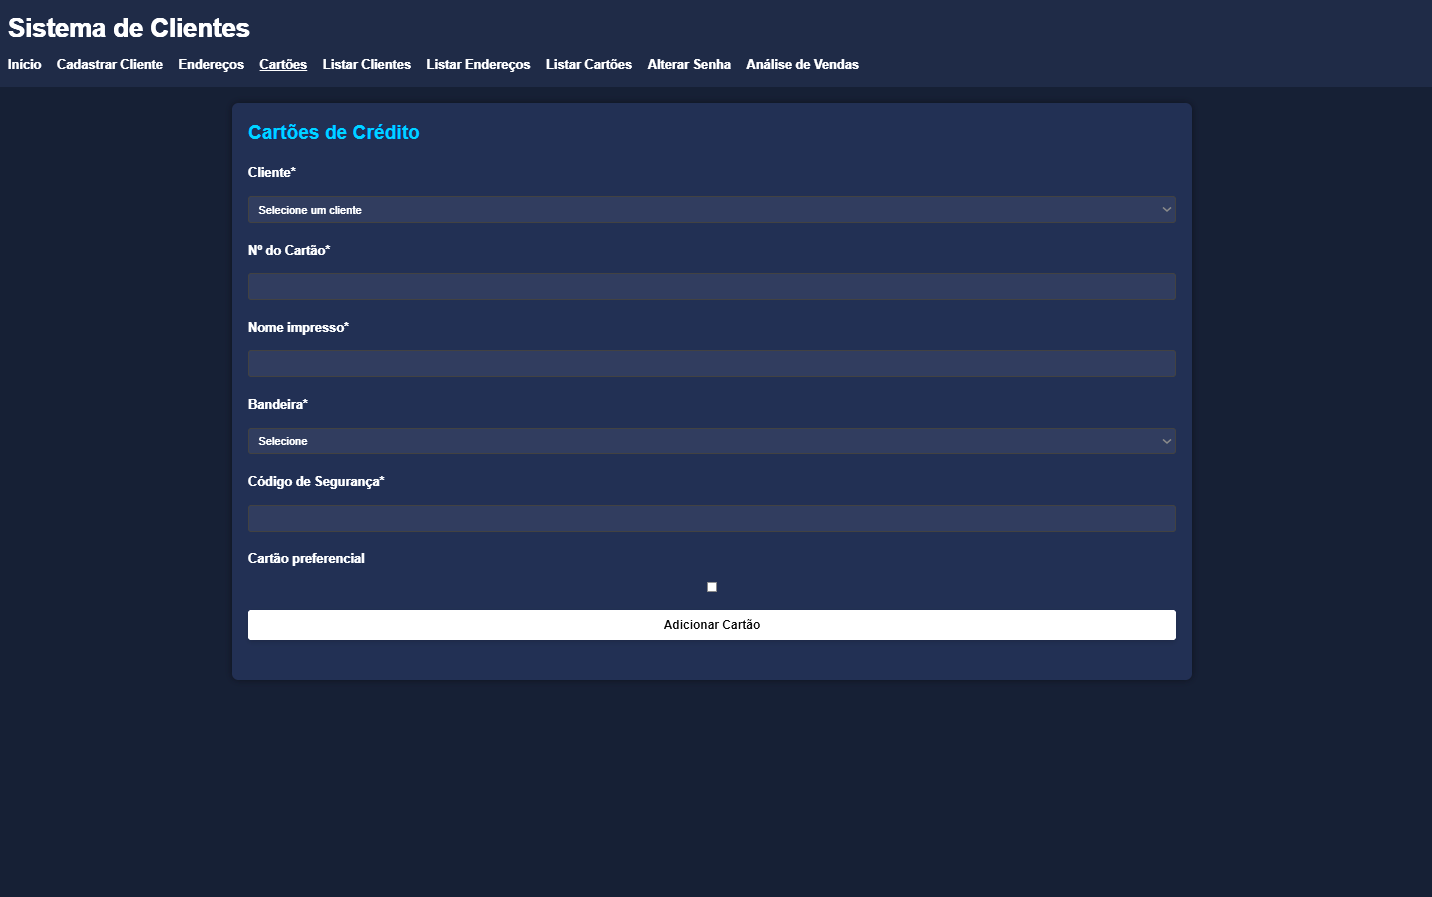 Sistema de Clientes
Início Cadastrar Cliente Endereços Cartões Listar Clientes Listar Endereços Listar Cartões Alterar Senha Análise de Vendas
Cartões de Crédito
Cliente*
Selecione um cliente
Nº do Cartão*
Nome impresso*
Bandeira*
Selecione
Código de Segurança*
Cartão preferencial
Adicionar Cartão